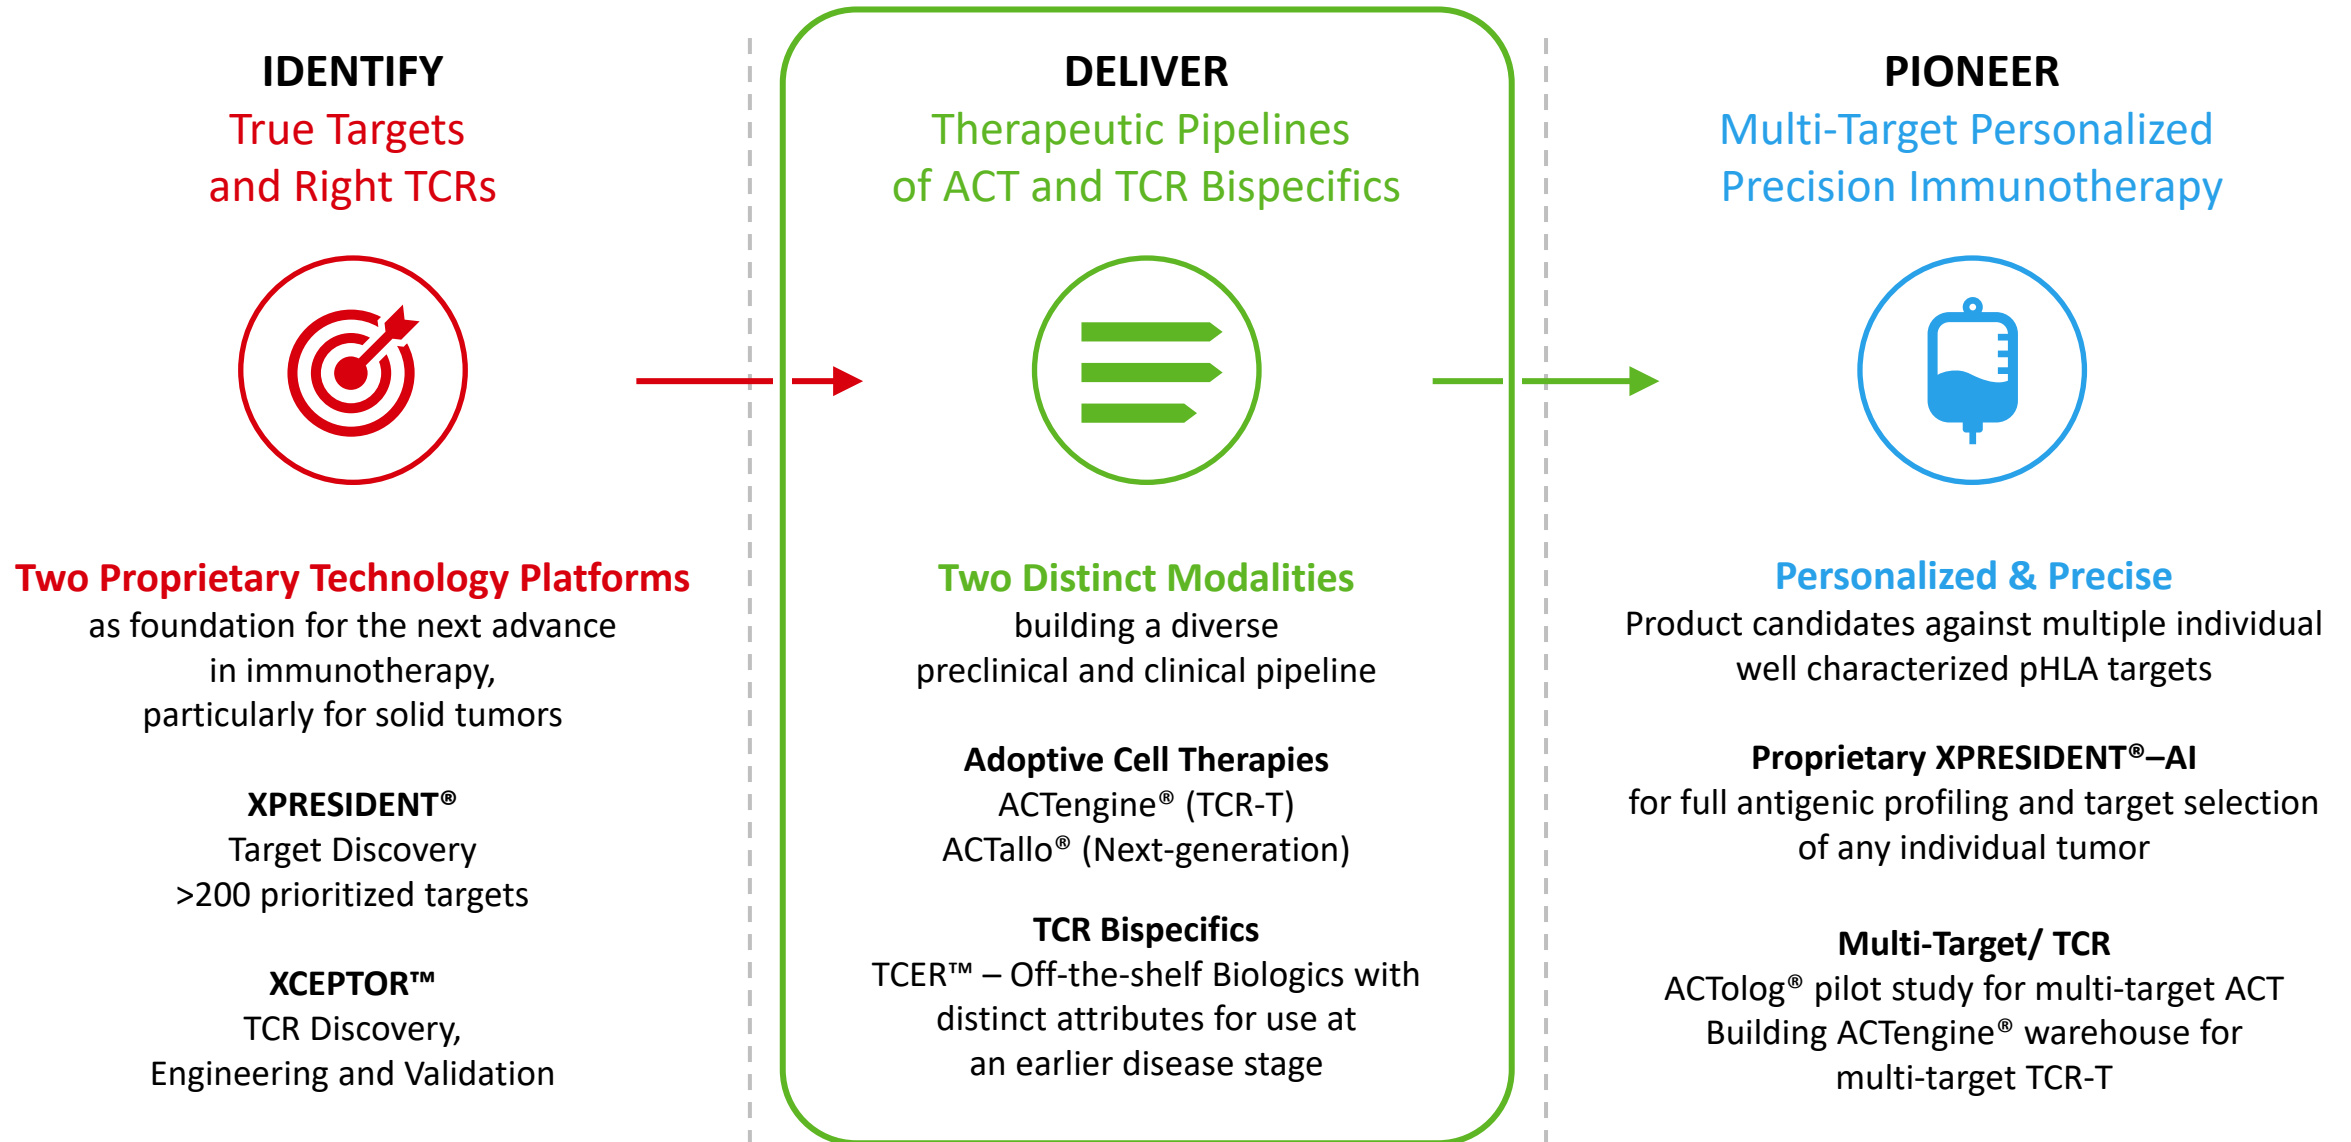 IDENTIFY
True Targets
and Right TCRs
Two Proprietary Technology Platforms
as foundation for the next advance
in immunotherapy,
particularly for solid tumors
XPRESIDENT®
Target Discovery
>200 prioritized targets
XCEPTOR™
TCR Discovery,
Engineering and Validation
DELIVER
Therapeutic Pipelines
of ACT and TCR Bispecifics
Two Distinct Modalities
building a diverse
preclinical and clinical pipeline
Adoptive Cell Therapies
ACTengine® (TCR-T)
ACTallo® (Next-generation)
TCR Bispecifics
TCER™ – Off-the-shelf Biologics with
distinct attributes for use at
an earlier disease stage
PIONEER
Multi-Target Personalized
Precision Immunotherapy
Personalized & Precise
Product candidates against multiple individual
well characterized pHLA targets
Proprietary XPRESIDENT®–AI
for full antigenic profiling and target selection
of any individual tumor
Multi-Target/ TCR
ACTolog® pilot study for multi-target ACT
Building ACTengine® warehouse for
multi-target TCR-T